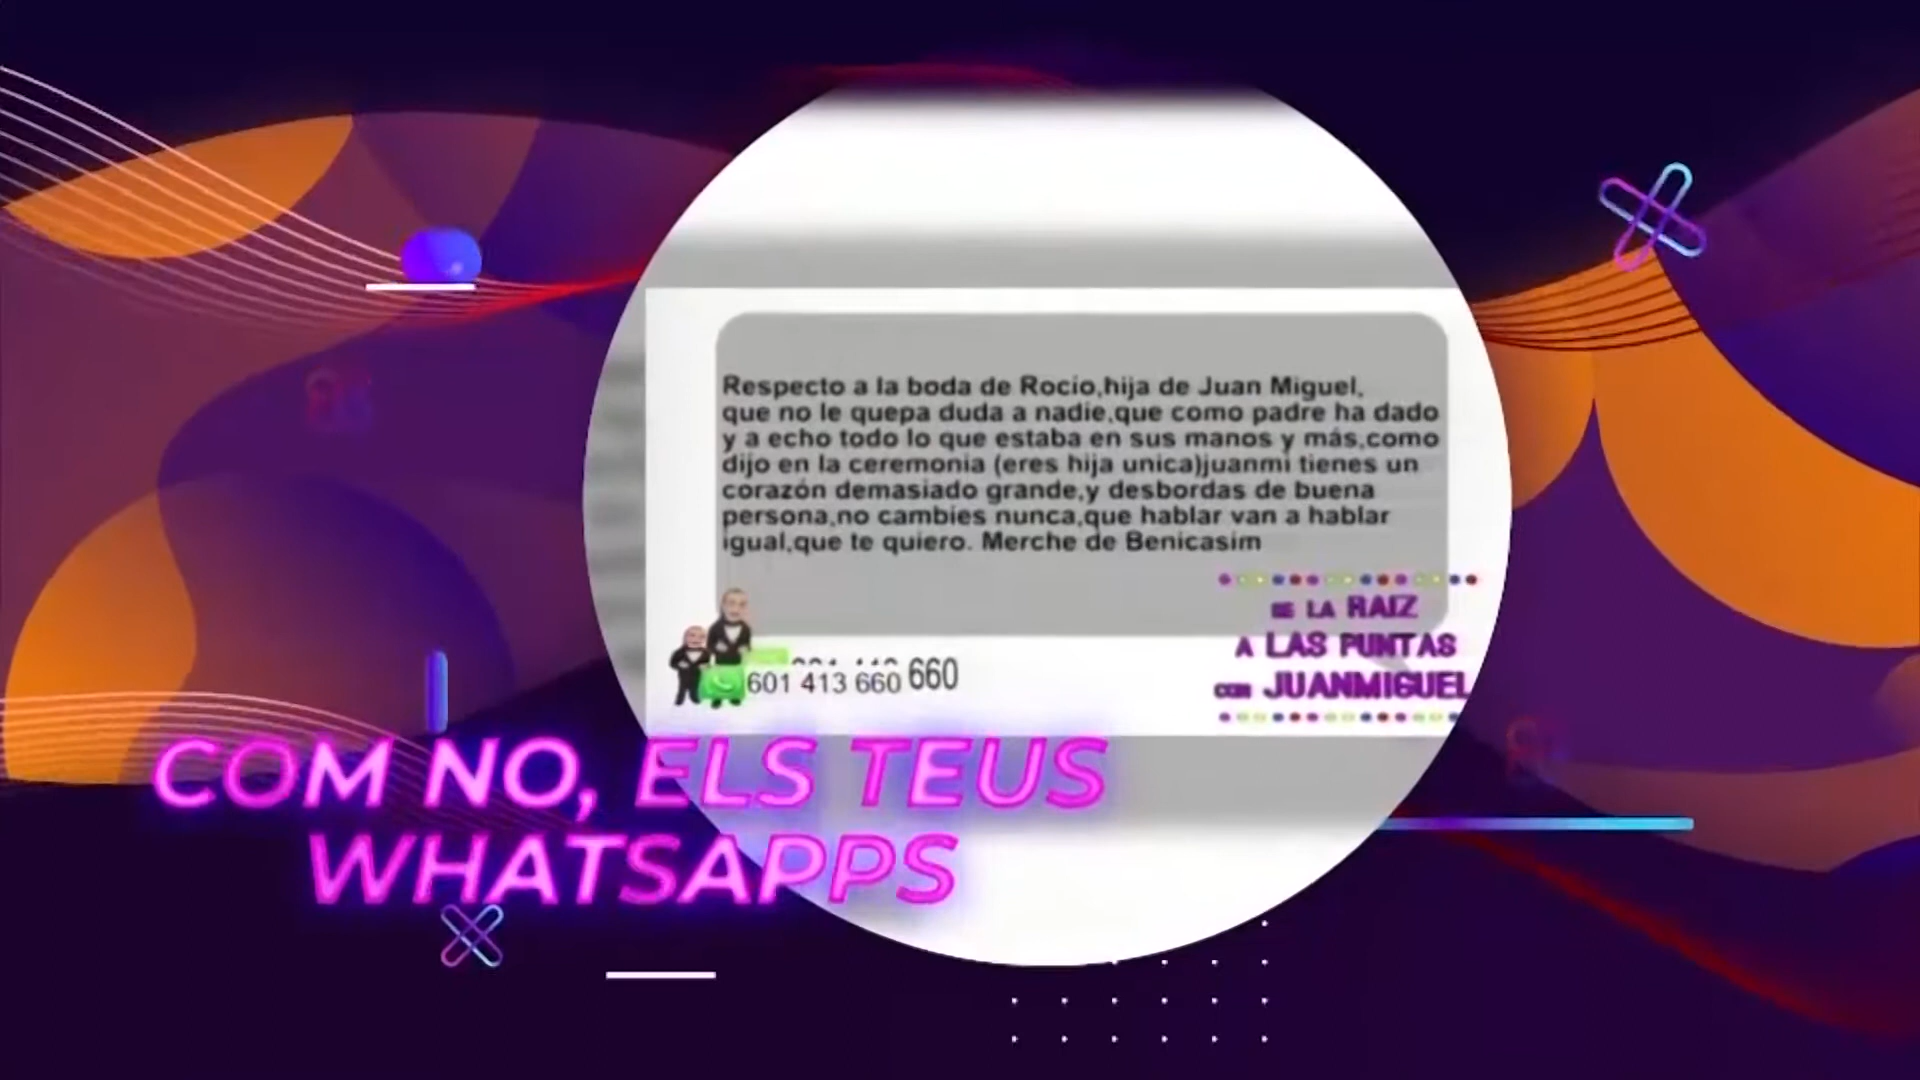 Respecto a la boda de Rocio,hija de Juan Miguel,
que no le quepa duda a nadie,que como padre ha dado
y a echo todo lo que estaba en sus manos y más,como
dijo en la ceremonia (eres hija unica)juanmi tienes un
corazón demasiado grande,y desbordas de buena
persona,no cambies nunca,que hablar van a hablar
igual,que te quiero. Merche de Benicasim
DE LA RAIZ
A LAS PUNTAS
CON JUANMIGUEL
601 413 660 660
COM NO, ELS TEUS
WHATSAPPS